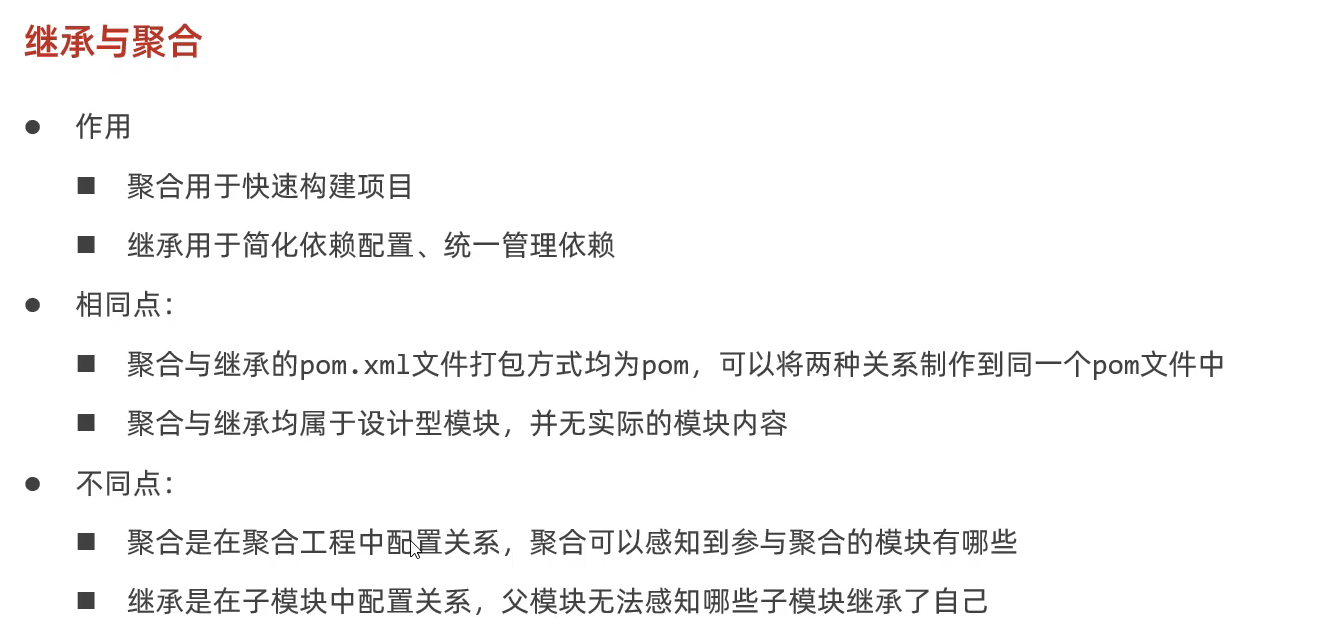 继承与聚合
● 作用
■ 聚合用于快速构建项目
■ 继承用于简化依赖配置、统一管理依赖
● 相同点：
■ 聚合与继承的pom.xml文件打包方式均为pom，可以将两种关系制作到同一个pom文件中
■ 聚合与继承均属于设计型模块，并无实际的模块内容
● 不同点：
■ 聚合是在聚合工程中配置关系，聚合可以感知到参与聚合的模块有哪些
■ 继承是在子模块中配置关系，父模块无法感知哪些子模块继承了自己